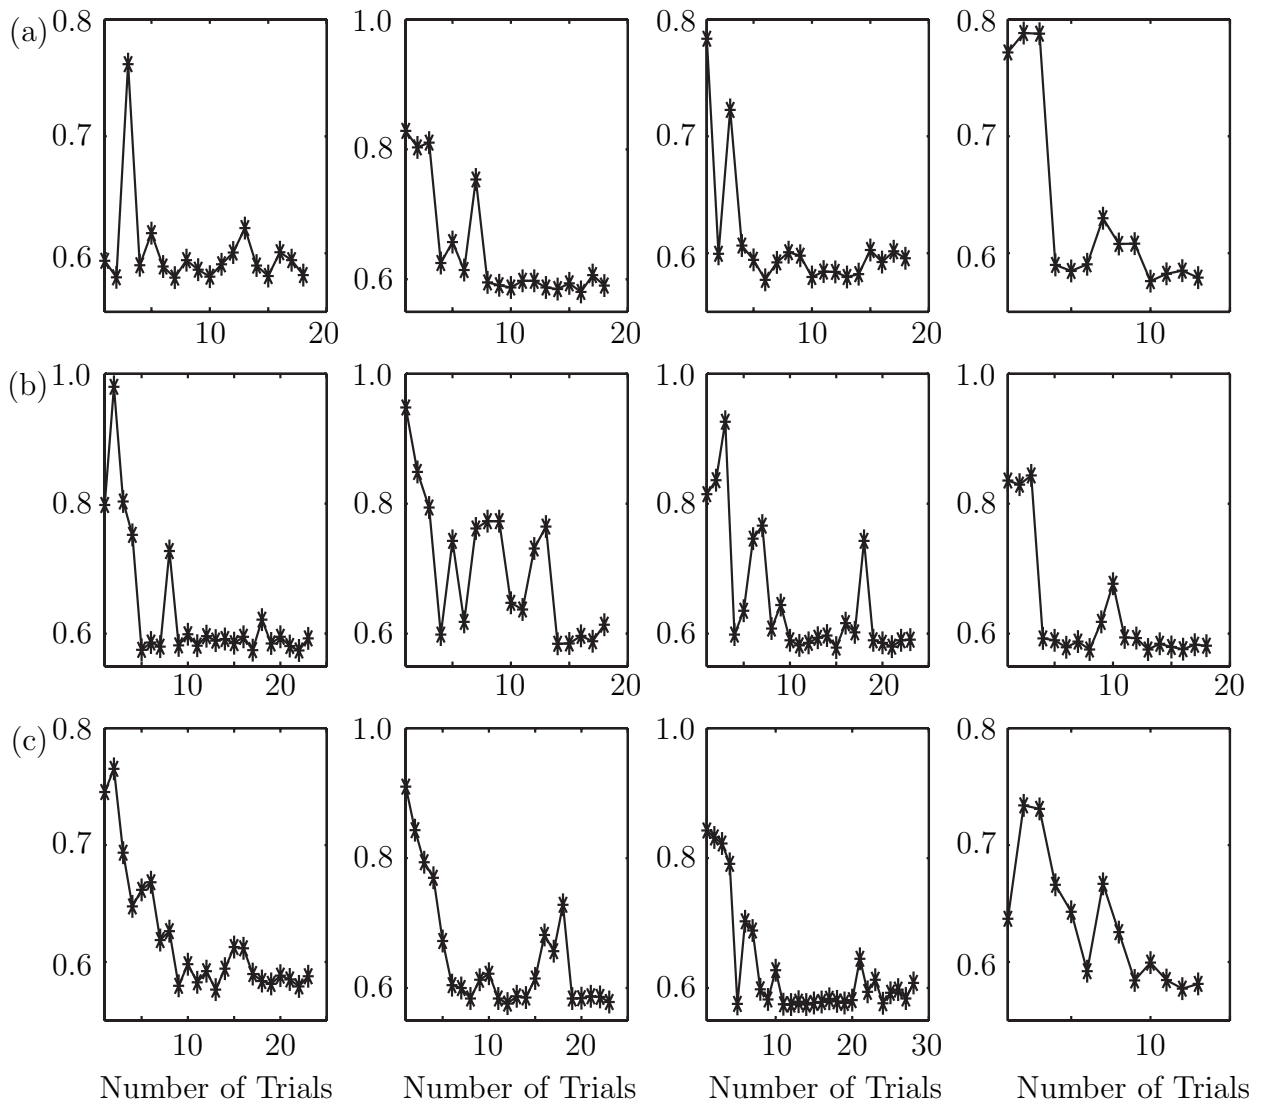 (a) 0.8 1.0 0.8 0.8
0.7 0.8 0.7 0.7
0.6 0.6 0.6 0.6
10 20 10 20 10 20 10
(b) 1.0 1.0 1.0 1.0
0.8 0.8 0.8 0.8
0.6 0.6 0.6 0.6
10 20 10 20 10 20 10 20
(c) 0.8 1.0 1.0 0.8
0.7 0.8 0.8 0.7
0.6 0.6 0.6 0.6
10 20 10 20 10 20 30 10
Number of Trials Number of Trials Number of Trials Number of Trials